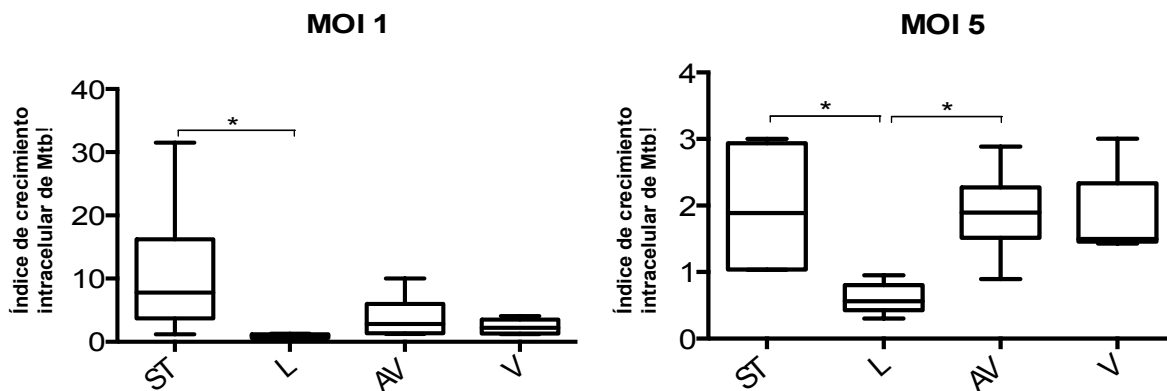 MOI 1
Índice de crecimiento
intracelular de Mtb!
40
30
20
10
0
*
ST
L
AV
V
MOI 5
Índice de crecimiento
intracelular de Mtb!
4
3
2
1
0
*
*
ST
L
AV
V